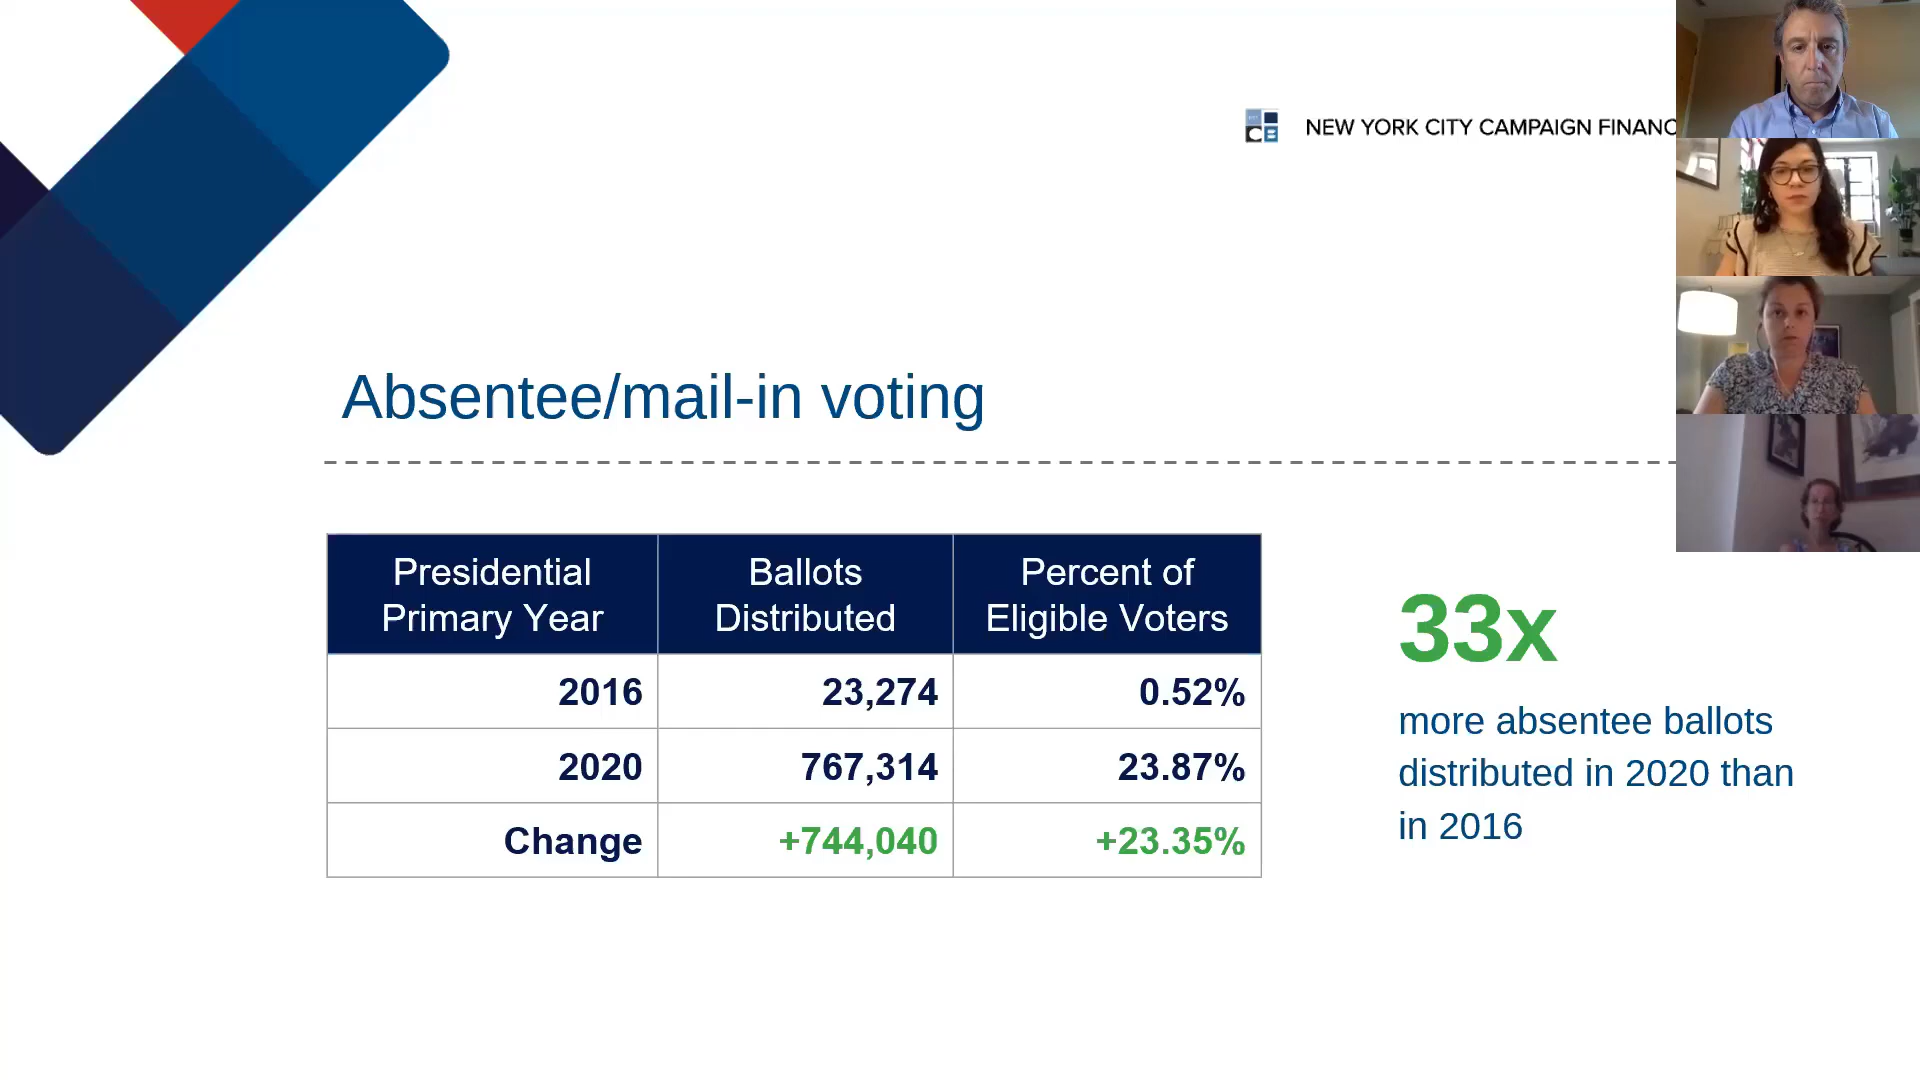 NEW YORK CITY CAMPAIGN FINANC
Absentee/mail-in voting
Presidential Primary Year
Ballots Distributed
Percent of Eligible Voters
2016 23,274 0.52%
2020 767,314 23.87%
Change +744,040 +23.35%
33x
more absentee ballots
distributed in 2020 than
in 2016